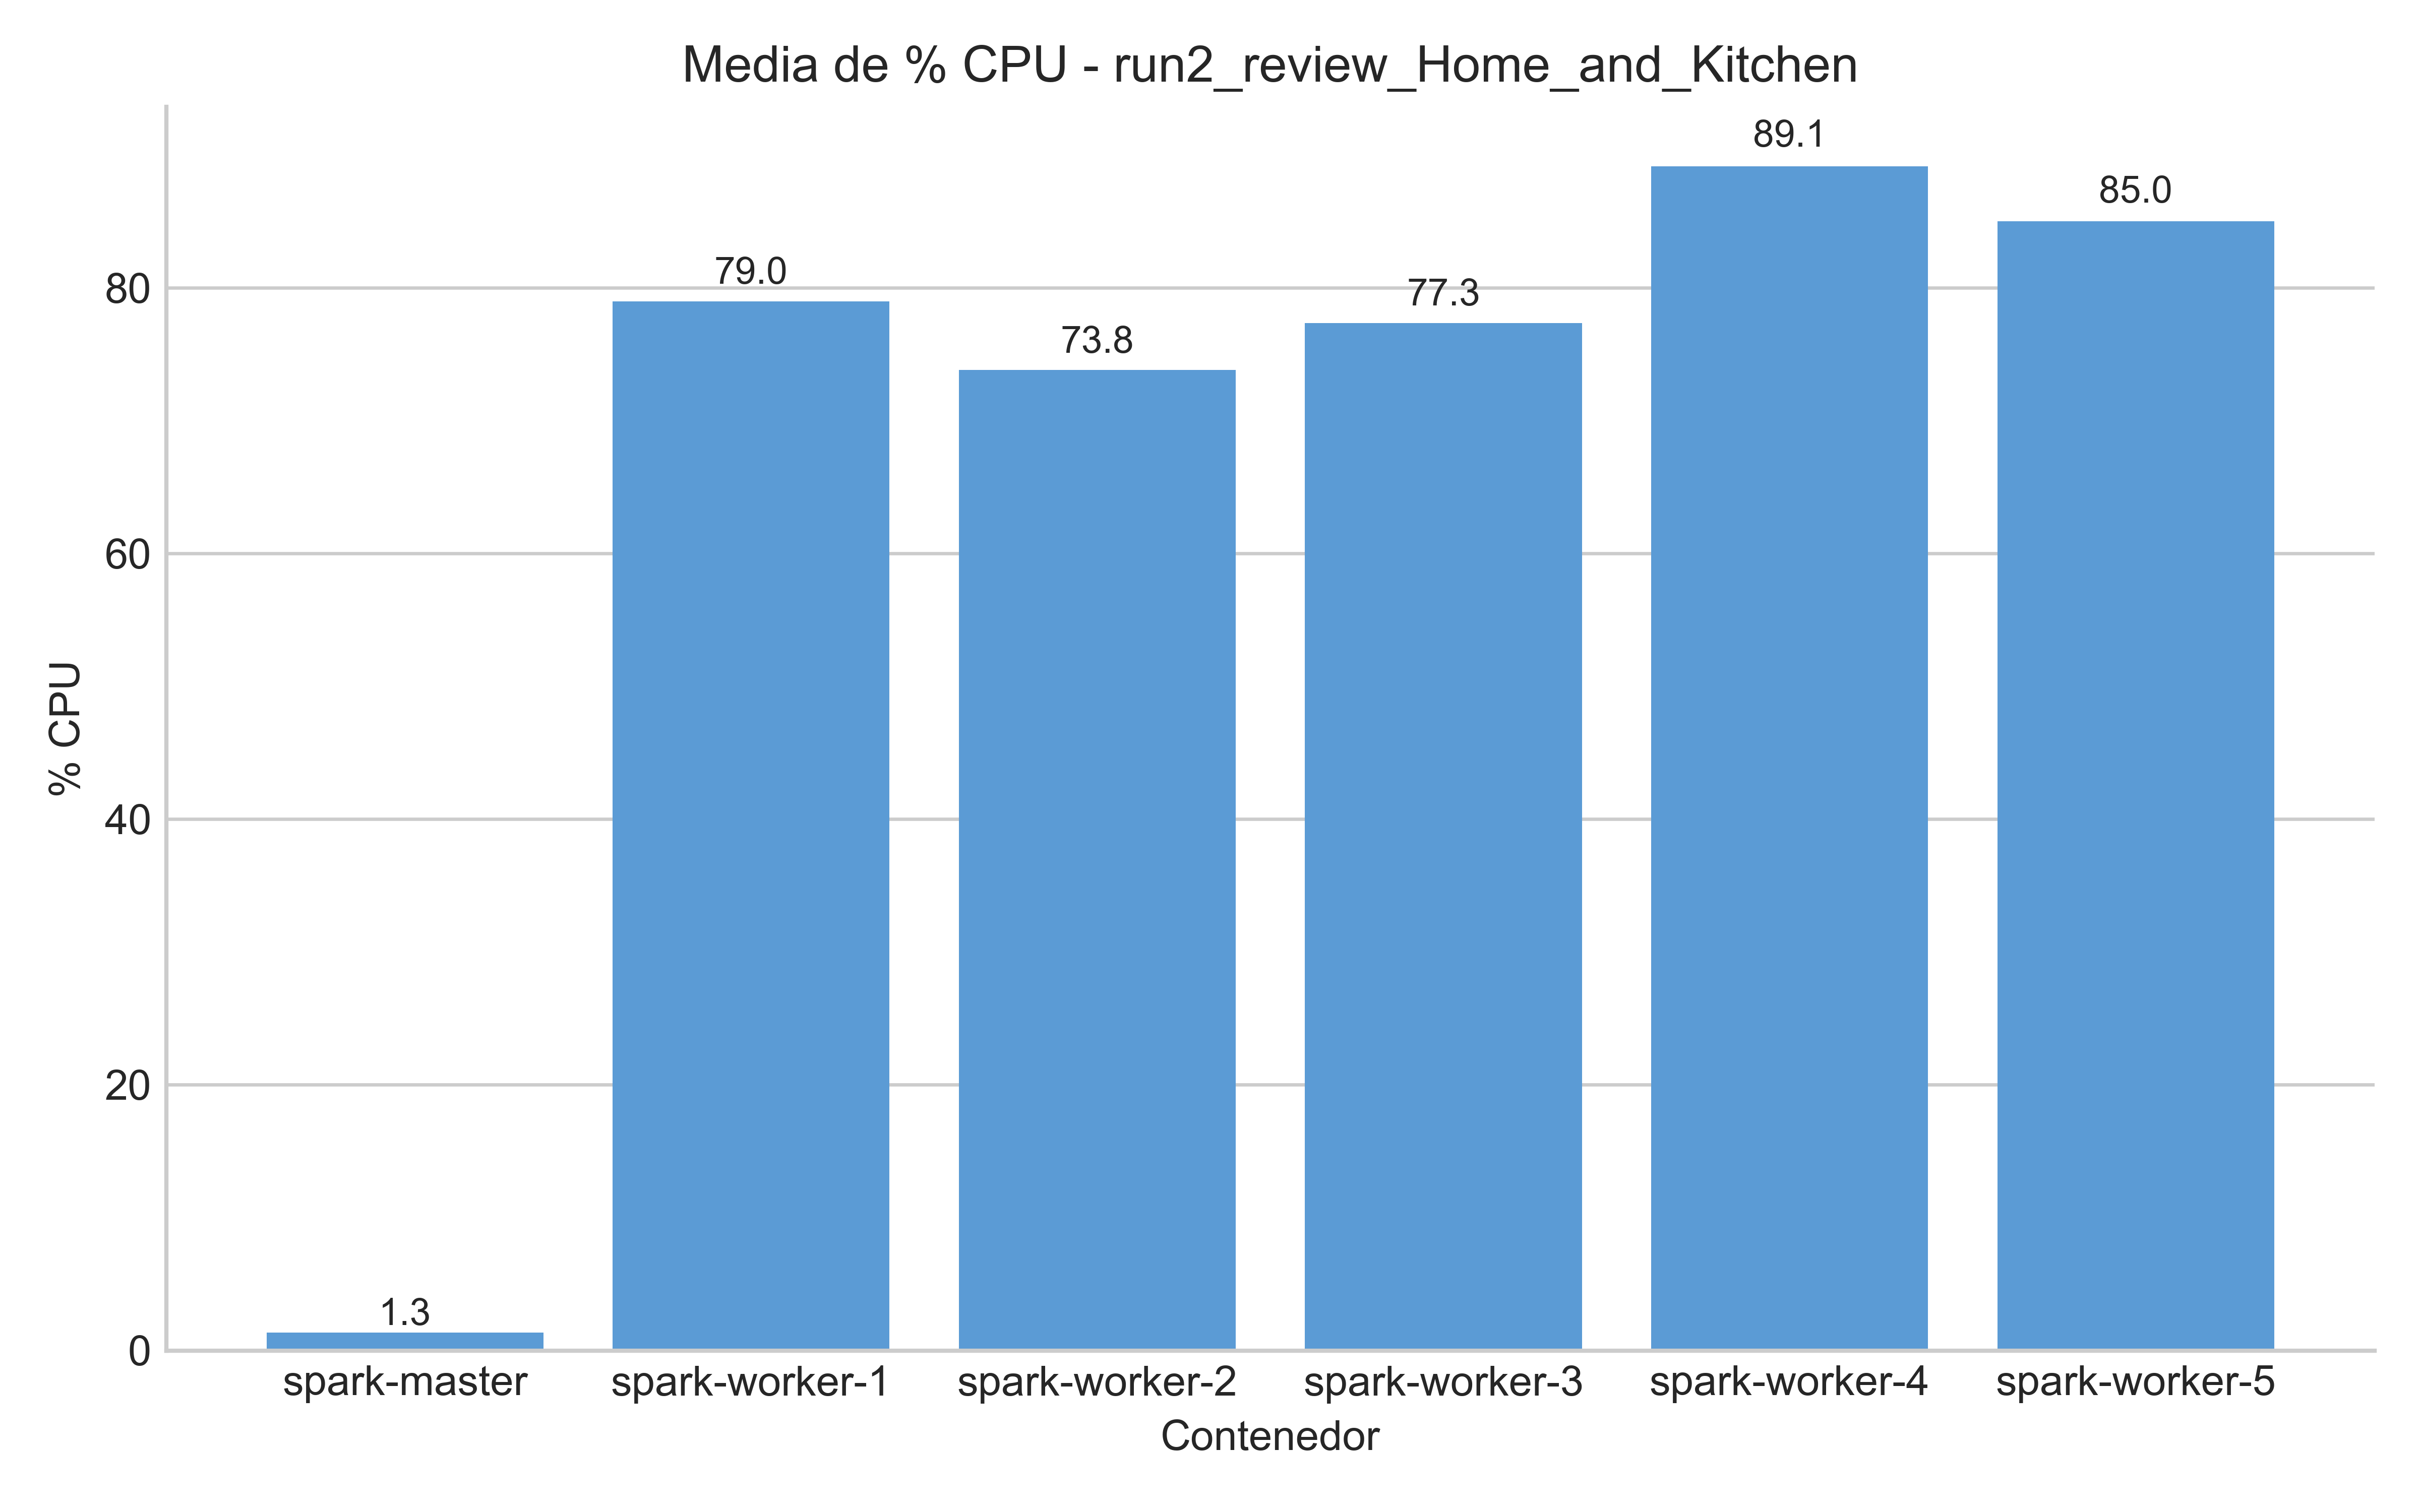 Media de % CPU - run2_review_Home_and_Kitchen
89.1
85.0
79.0
77.3
73.8
1.3
80
60
40
20
0
% CPU
spark-master spark-worker-1 spark-worker-2 spark-worker-3 spark-worker-4 spark-worker-5
Contenedor